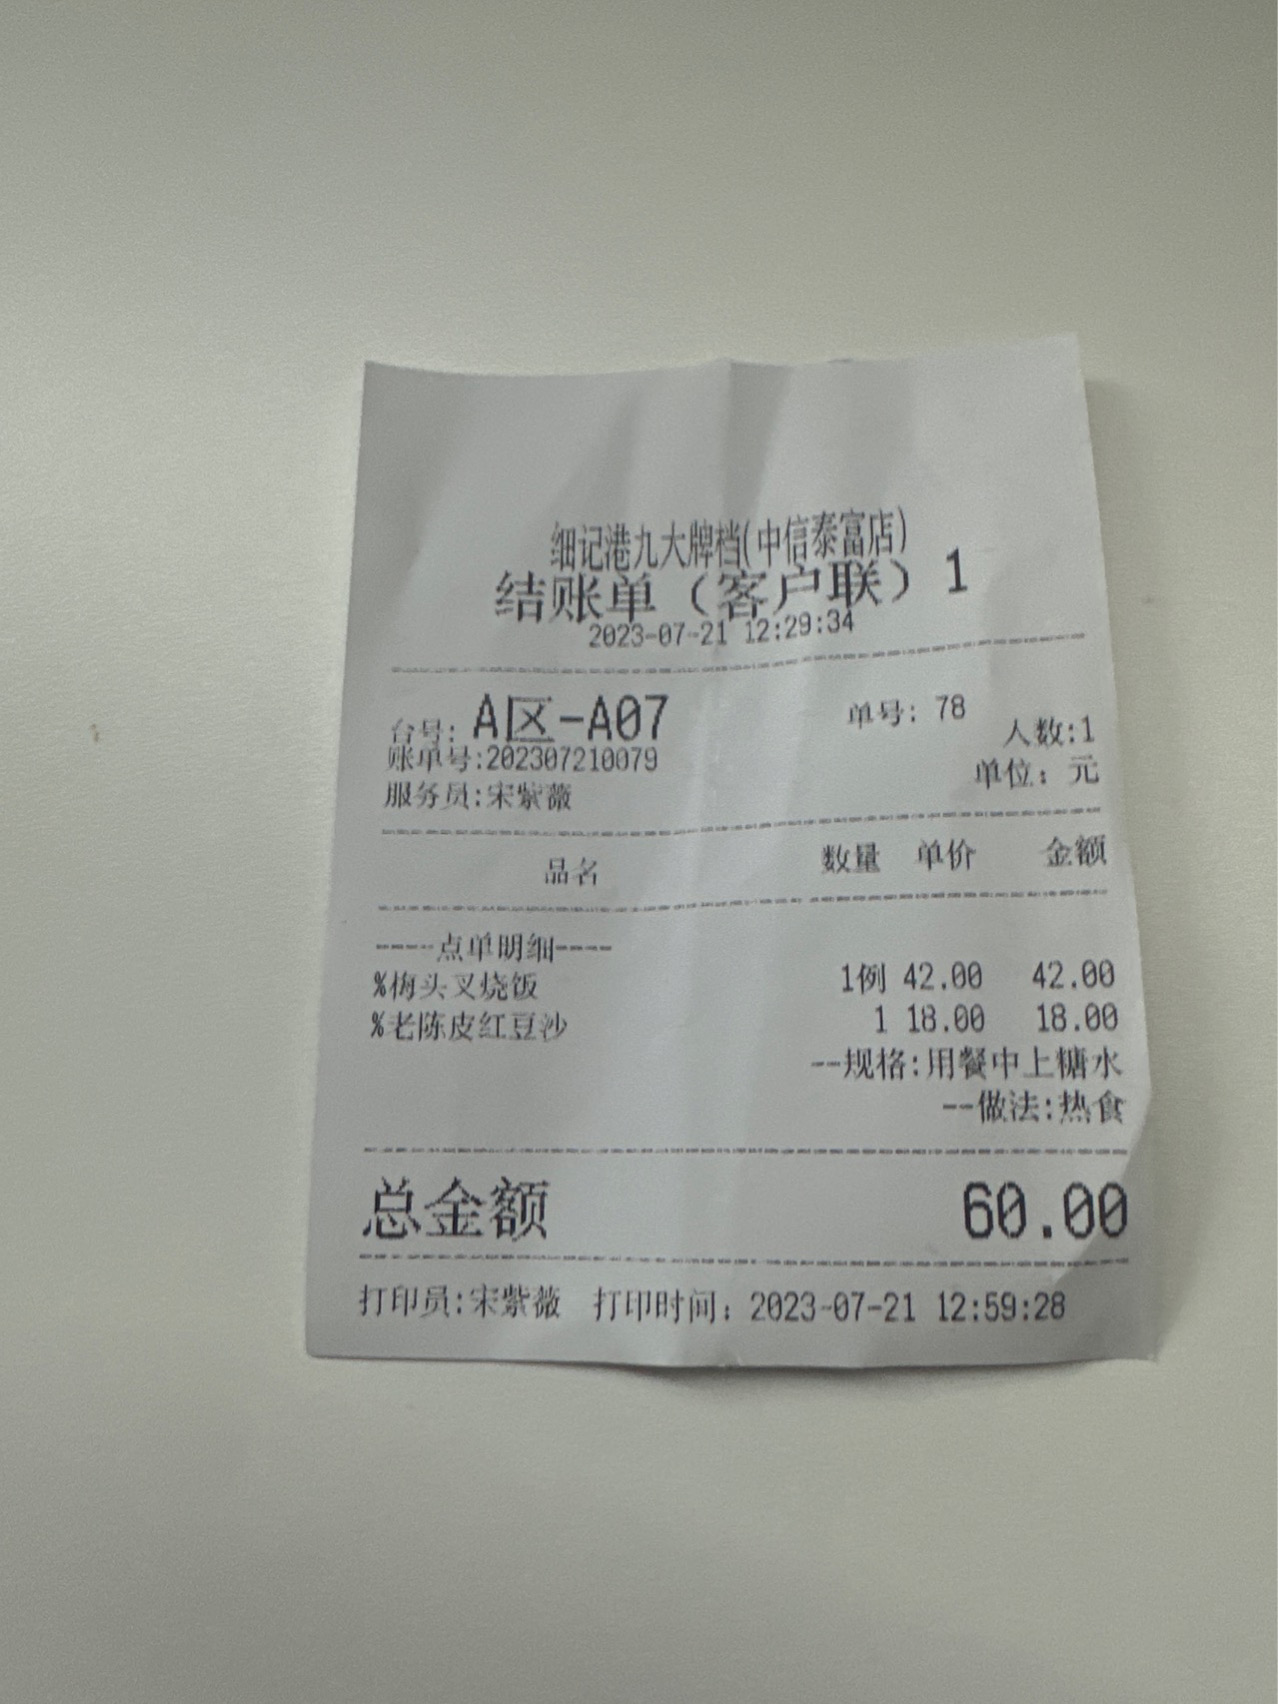 细记港九大牌档(中信泰富店)
结账单（客户联）1
2023-07-21 12:29:34
台号: A区-A07 单号: 78
账单号:202307210079 人数:1
服务员:宋紫薇 单位: 元
品名 数量 单价 金额
----点单明细----
%梅头叉烧饭 1例 42.00 42.00
%老陈皮红豆沙 1 18.00 18.00
--规格:用餐中上糖水
--做法:热食
总金额 60.00
打印员:宋紫薇 打印时间: 2023-07-21 12:59:28